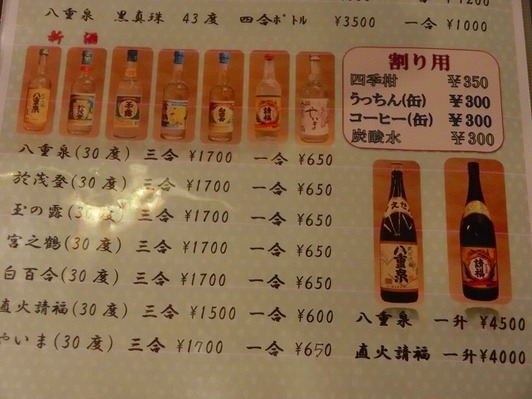 ¥1200
八重泉 黒真珠 43度 四合ボトル ¥3500 一合 ¥1000
新酒
割り用
四季柑 ¥350
うっちん(缶) ¥300
コーヒー(缶) ¥300
炭酸水 ¥300
八重泉(30度) 三合 ¥1700 一合 ¥650
於茂登(30度) 三合 ¥1700 一合 ¥650
玉の露(30度) 三合 ¥1700 一合 ¥650
宮之鶴(30度) 三合 ¥1700 一合 ¥650
白百合(30度) 三合 ¥1700 一合 ¥650
直火請福(30度) 三合 ¥1500 一合 ¥600
やいま(30度) 三合 ¥1700 一合 ¥650
八重泉
請福
八重泉 一升 ¥4500
直火請福 一升 ¥4000